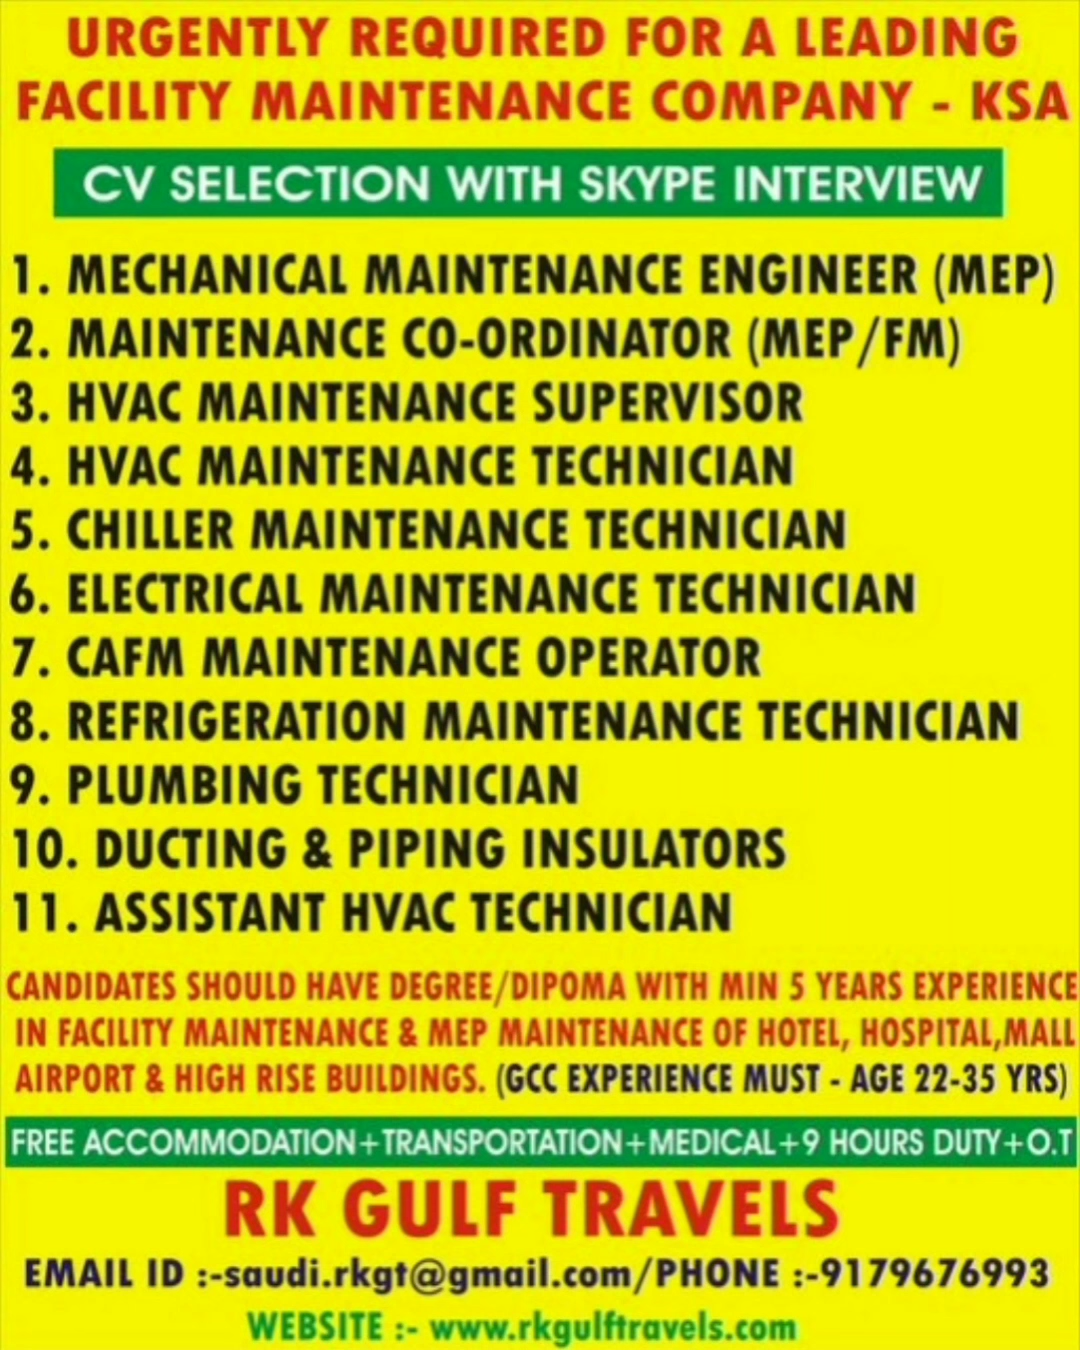 URGENTLY REQUIRED FOR A LEADING
FACILITY MAINTENANCE COMPANY - KSA
CV SELECTION WITH SKYPE INTERVIEW
1. MECHANICAL MAINTENANCE ENGINEER (MEP)
2. MAINTENANCE CO-ORDINATOR (MEP/FM)
3. HVAC MAINTENANCE SUPERVISOR
4. HVAC MAINTENANCE TECHNICIAN
5. CHILLER MAINTENANCE TECHNICIAN
6. ELECTRICAL MAINTENANCE TECHNICIAN
7. CAFM MAINTENANCE OPERATOR
8. REFRIGERATION MAINTENANCE TECHNICIAN
9. PLUMBING TECHNICIAN
10. DUCTING & PIPING INSULATORS
11. ASSISTANT HVAC TECHNICIAN
CANDIDATES SHOULD HAVE DEGREE/DIPOMA WITH MIN 5 YEARS EXPERIENCE
IN FACILITY MAINTENANCE & MEP MAINTENANCE OF HOTEL, HOSPITAL,MALL
AIRPORT & HIGH RISE BUILDINGS. (GCC EXPERIENCE MUST - AGE 22-35 YRS)
FREE ACCOMMODATION+TRANSPORTATION+MEDICAL+9 HOURS DUTY+O.T
RK GULF TRAVELS
EMAIL ID :-saudi.rkgt@gmail.com/PHONE :-9179676993
WEBSITE :- www.rkgulftravels.com